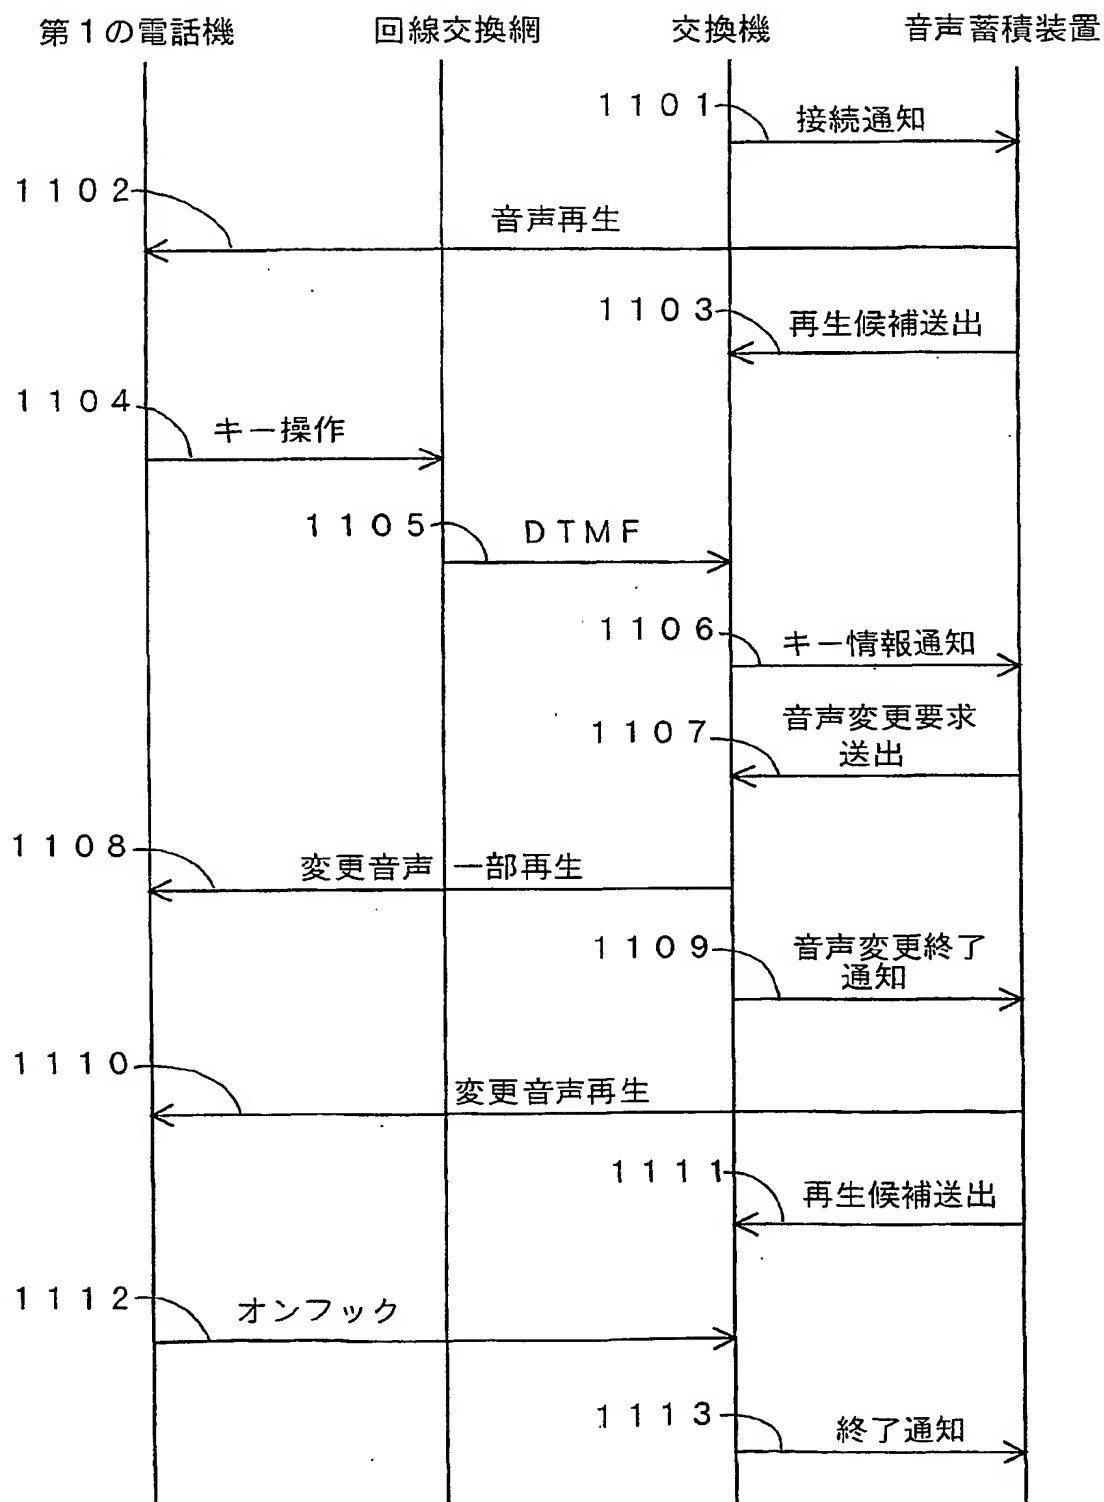 第１の電話機
回線交換網
交換機
音声蓄積装置
１１０１
接続通知
１１０２
音声再生
１１０３
再生候補送出
１１０４
キー操作
１１０５
ＤＴＭＦ
１１０６
キー情報通知
１１０７
音声変更要求
送出
１１０８
変更音声 一部再生
１１０９
音声変更終了
通知
１１１０
変更音声再生
１１１１
再生候補送出
１１１２
オンフック
１１１３
終了通知